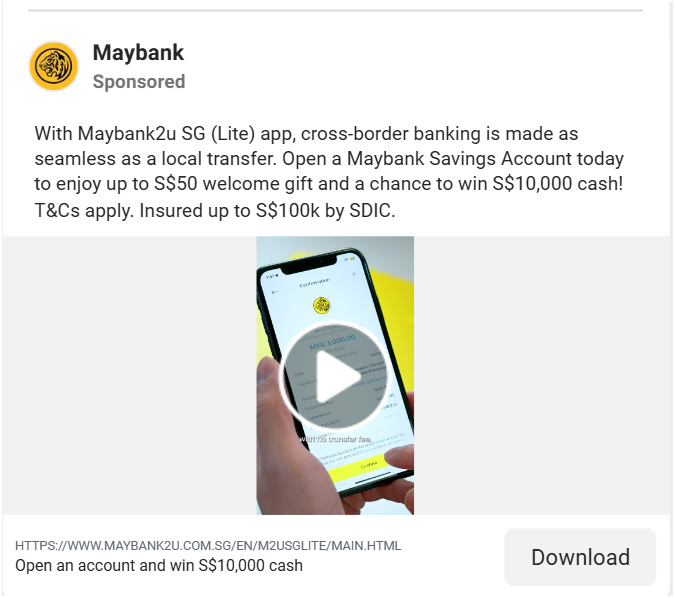 Maybank
Sponsored
With Maybank2u SG (Lite) app, cross-border banking is made as
seamless as a local transfer. Open a Maybank Savings Account today
to enjoy up to S$50 welcome gift and a chance to win S$10,000 cash!
T&Cs apply. Insured up to S$100k by SDIC.
Confirmation
MYR 3,000.00
with no transfer fee,
Confirm
HTTPS://WWW.MAYBANK2U.COM.SG/EN/M2USGLITE/MAIN.HTML
Open an account and win S$10,000 cash
Download